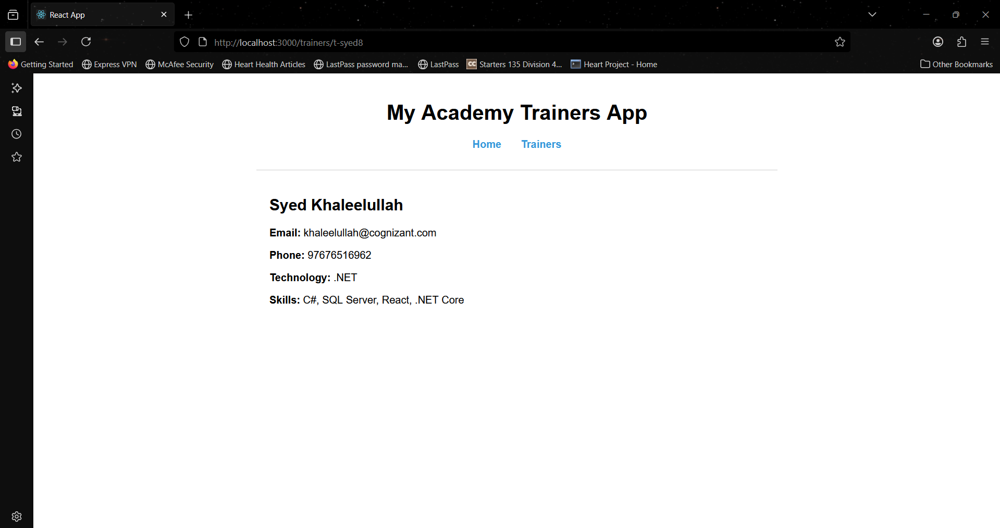 React App
http://localhost:3000/trainers/t-syed8
Getting Started Express VPN McAfee Security Heart Health Articles LastPass password ma... LastPass CC Starters 135 Division 4... Heart Project - Home Other Bookmarks
My Academy Trainers App
Home Trainers
Syed Khaleelullah
Email: khaleelullah@cognizant.com
Phone: 97676516962
Technology: .NET
Skills: C#, SQL Server, React, .NET Core